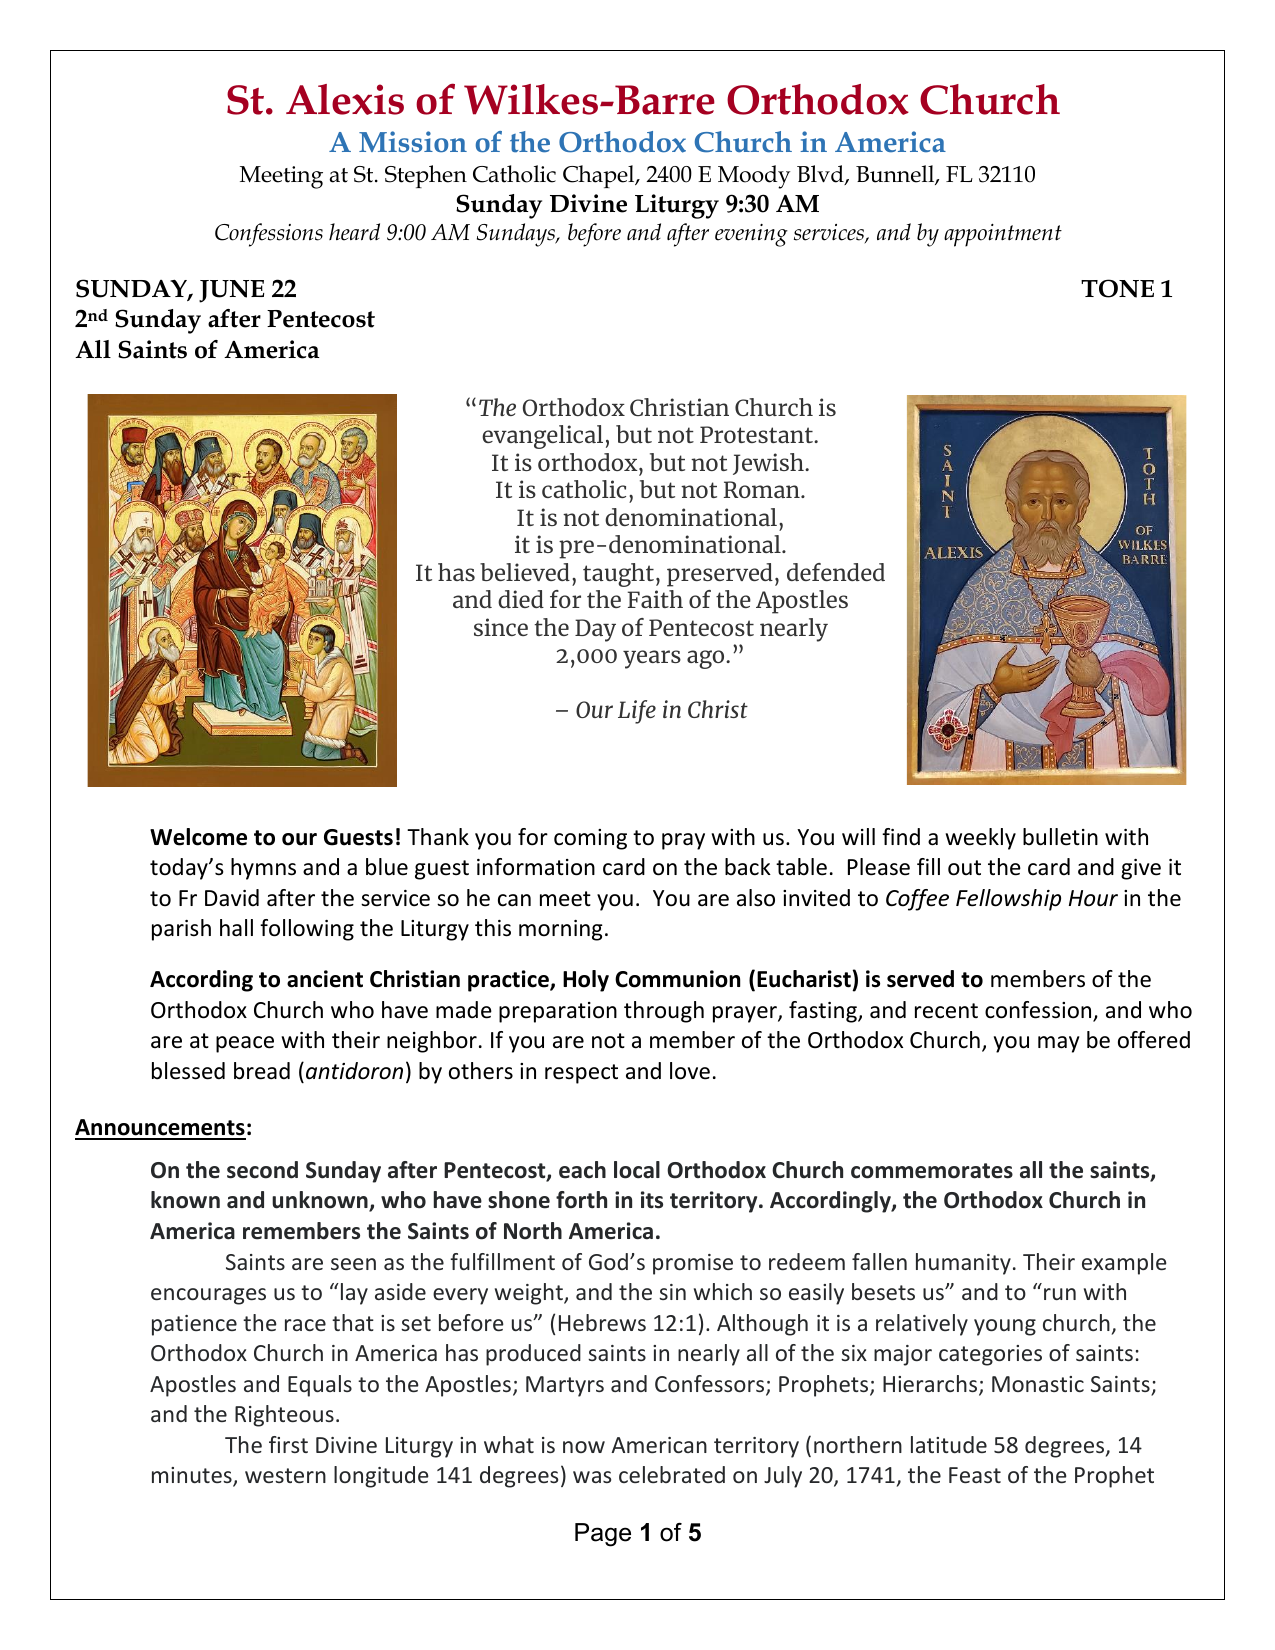 St. Alexis of Wilkes-Barre Orthodox Church
A Mission of the Orthodox Church in America
Meeting at St. Stephen Catholic Chapel, 2400 E Moody Blvd, Bunnell, FL 32110
Sunday Divine Liturgy 9:30 AM
Confessions heard 9:00 AM Sundays, before and after evening services, and by appointment
SUNDAY, JUNE 22 TONE 1
2nd Sunday after Pentecost
All Saints of America
“The Orthodox Christian Church is
evangelical, but not Protestant.
It is orthodox, but not Jewish.
It is catholic, but not Roman.
It is not denominational,
it is pre-denominational.
It has believed, taught, preserved, defended
and died for the Faith of the Apostles
since the Day of Pentecost nearly
2,000 years ago.”
– Our Life in Christ
SAINT
ALEXIS
TOTH
OF
WILKES
BARRE
Welcome to our Guests! Thank you for coming to pray with us. You will find a weekly bulletin with
today’s hymns and a blue guest information card on the back table.  Please fill out the card and give it
to Fr David after the service so he can meet you.  You are also invited to Coffee Fellowship Hour in the
parish hall following the Liturgy this morning.
According to ancient Christian practice, Holy Communion (Eucharist) is served to members of the
Orthodox Church who have made preparation through prayer, fasting, and recent confession, and who
are at peace with their neighbor. If you are not a member of the Orthodox Church, you may be offered
blessed bread (antidoron) by others in respect and love.
Announcements:
On the second Sunday after Pentecost, each local Orthodox Church commemorates all the saints,
known and unknown, who have shone forth in its territory. Accordingly, the Orthodox Church in
America remembers the Saints of North America.
Saints are seen as the fulfillment of God’s promise to redeem fallen humanity. Their example
encourages us to “lay aside every weight, and the sin which so easily besets us” and to “run with
patience the race that is set before us” (Hebrews 12:1). Although it is a relatively young church, the
Orthodox Church in America has produced saints in nearly all of the six major categories of saints:
Apostles and Equals to the Apostles; Martyrs and Confessors; Prophets; Hierarchs; Monastic Saints;
and the Righteous.
The first Divine Liturgy in what is now American territory (northern latitude 58 degrees, 14
minutes, western longitude 141 degrees) was celebrated on July 20, 1741, the Feast of the Prophet
Page 1 of 5